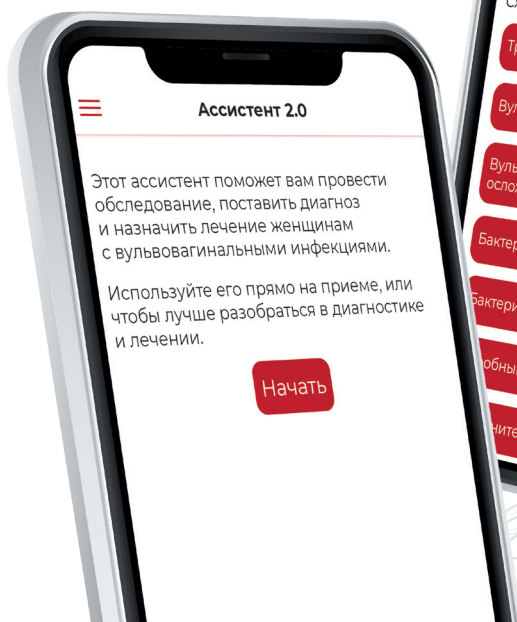 Ассистент 2.0
Этот ассистент поможет вам провести
обследование, поставить диагноз
и назначить лечение женщинам
с вульвовагинальными инфекциями.
Используйте его прямо на приеме, или
чтобы лучше разобраться в диагностике
и лечении.
Начать